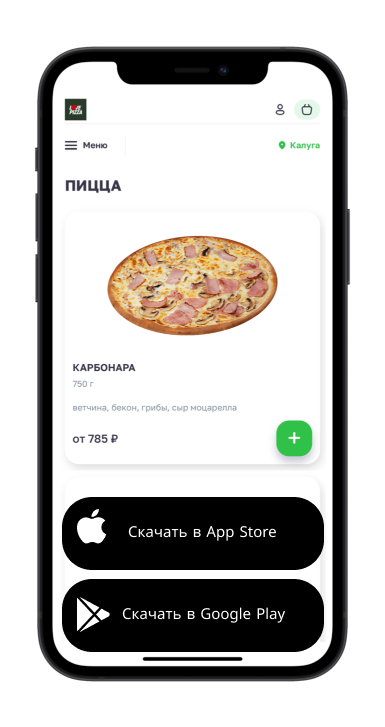 PIZZA
Меню
Калуга
ПИЦЦА
КАРБОНАРА
750 г
ветчина, бекон, грибы, сыр моцарелла
от 785 ₽
+
Скачать в App Store
Скачать в Google Play